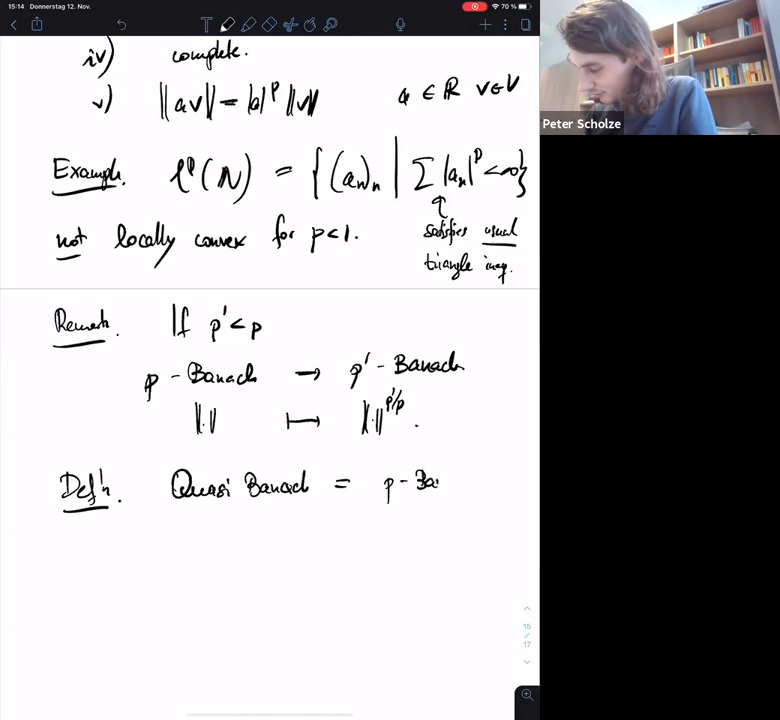 15:14 Donnerstag 12. Nov.
70 %
iv) complete.
v) ||av|| = |a|^p ||v|| a ∈ ℝ v ∈ V
Example. ℓ^p(ℕ) = { (a_n)_n | Σ |a_n|^p < ∞ }
not locally convex for p < 1.
satisfies usual
triangle ineq.
Remark. If p' < p
p - Banach → p' - Banach
||·|| ↦ ||·||^{p'/p} .
Def'n. Quasi Banach = p - Ba
15
/
17
Peter Scholze